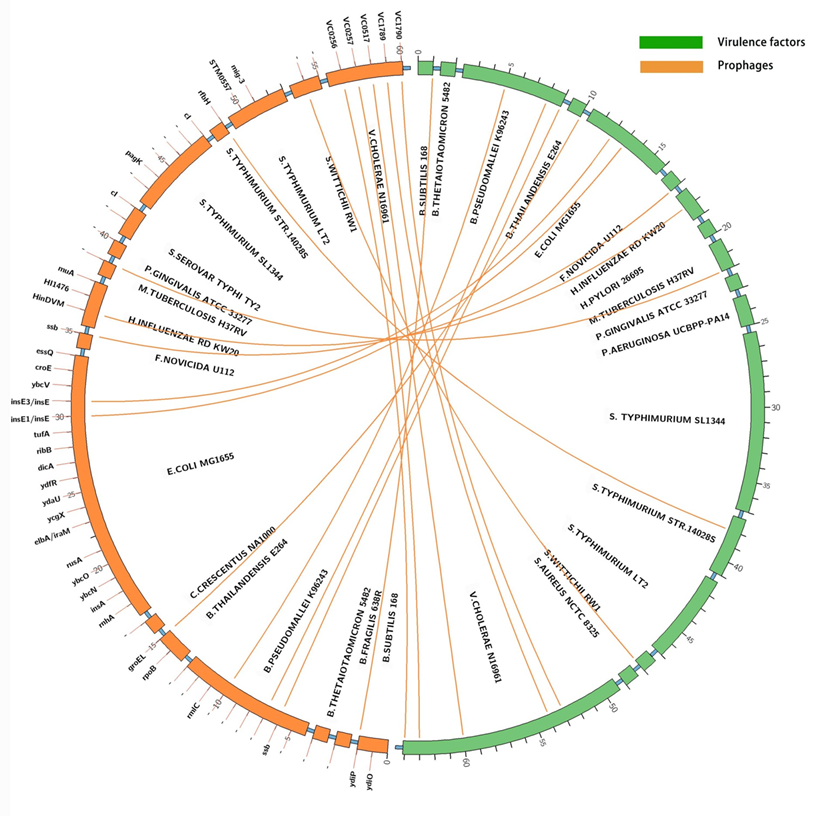 Virulence factors
Prophages
VC0256
VC0257
VC0517
VC1789
VC1790
mig-3
STM0557
rfbH
cI
pagK
cI
muA
HI1476
HinDVM
ssb
essQ
croE
ybcV
insE3/insE
insE1/insE
tufA
ribB
dicA
ydfR
ydaU
ycgX
elbA/iraM
rusA
ybcO
ybcN
intA
rnbA
groEL
rpoB
rmlC
ssb
ydiP
ydiO
0
5
10
15
20
25
30
35
40
45
50
55
60
0
5
10
15
20
25
30
35
40
45
50
55
60
B.SUBTILIS 168
B.THETAIOTAOMICRON 5482
B.PSEUDOMALLEI K96243
B.THAILANDENSIS E264
E.COLI MG1655
F.NOVICIDA U112
H.INFLUENZAE RD KW20
H.PYLORI 26695
M.TUBERCULOSIS H37RV
P.GINGIVALIS ATCC 33277
P.AERUGINOSA UCBPP-PA14
S. TYPHIMURIUM SL1344
S.TYPHIMURIUM STR.14028S
S.TYPHIMURIUM LT2
S.WITTICHII RW1
S.AUREUS NCTC 8325
V.CHOLERAE N16961
B.SUBTILIS 168
B.FRAGILIS 638R
B.THETAIOTAOMICRON 5482
B.PSEUDOMALLEI K96243
B.THAILANDENSIS E264
C.CRESCENTUS NA1000
E.COLI MG1655
F.NOVICIDA U112
H.INFLUENZAE RD KW20
M.TUBERCULOSIS H37RV
P.GINGIVALIS ATCC 33277
S.SEROVAR TYPHI TY2
S.TYPHIMURIUM SL1344
S.TYPHIMURIUM STR.14028S
S.TYPHIMURIUM LT2
S.WITTICHII RW1
V.CHOLERAE N16961